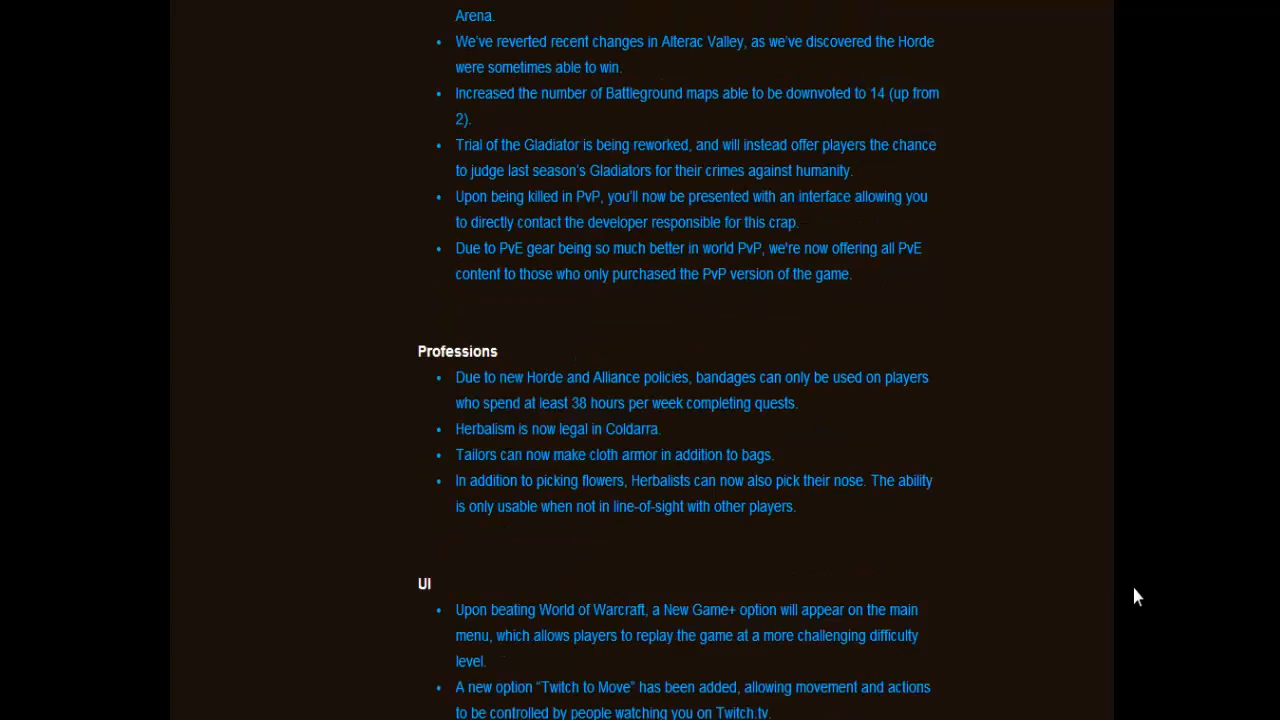 Arena.
• We've reverted recent changes in Alterac Valley, as we've discovered the Horde
were sometimes able to win.
• Increased the number of Battleground maps able to be downvoted to 14 (up from
2).
• Trial of the Gladiator is being reworked, and will instead offer players the chance
to judge last season's Gladiators for their crimes against humanity.
• Upon being killed in PvP, you'll now be presented with an interface allowing you
to directly contact the developer responsible for this crap.
• Due to PvE gear being so much better in world PvP, we're now offering all PvE
content to those who only purchased the PvP version of the game.
Professions
• Due to new Horde and Alliance policies, bandages can only be used on players
who spend at least 38 hours per week completing quests.
• Herbalism is now legal in Coldarra.
• Tailors can now make cloth armor in addition to bags.
• In addition to picking flowers, Herbalists can now also pick their nose. The ability
is only usable when not in line-of-sight with other players.
UI
• Upon beating World of Warcraft, a New Game+ option will appear on the main
menu, which allows players to replay the game at a more challenging difficulty
level.
• A new option “Twitch to Move” has been added, allowing movement and actions
to be controlled by people watching you on Twitch.tv.